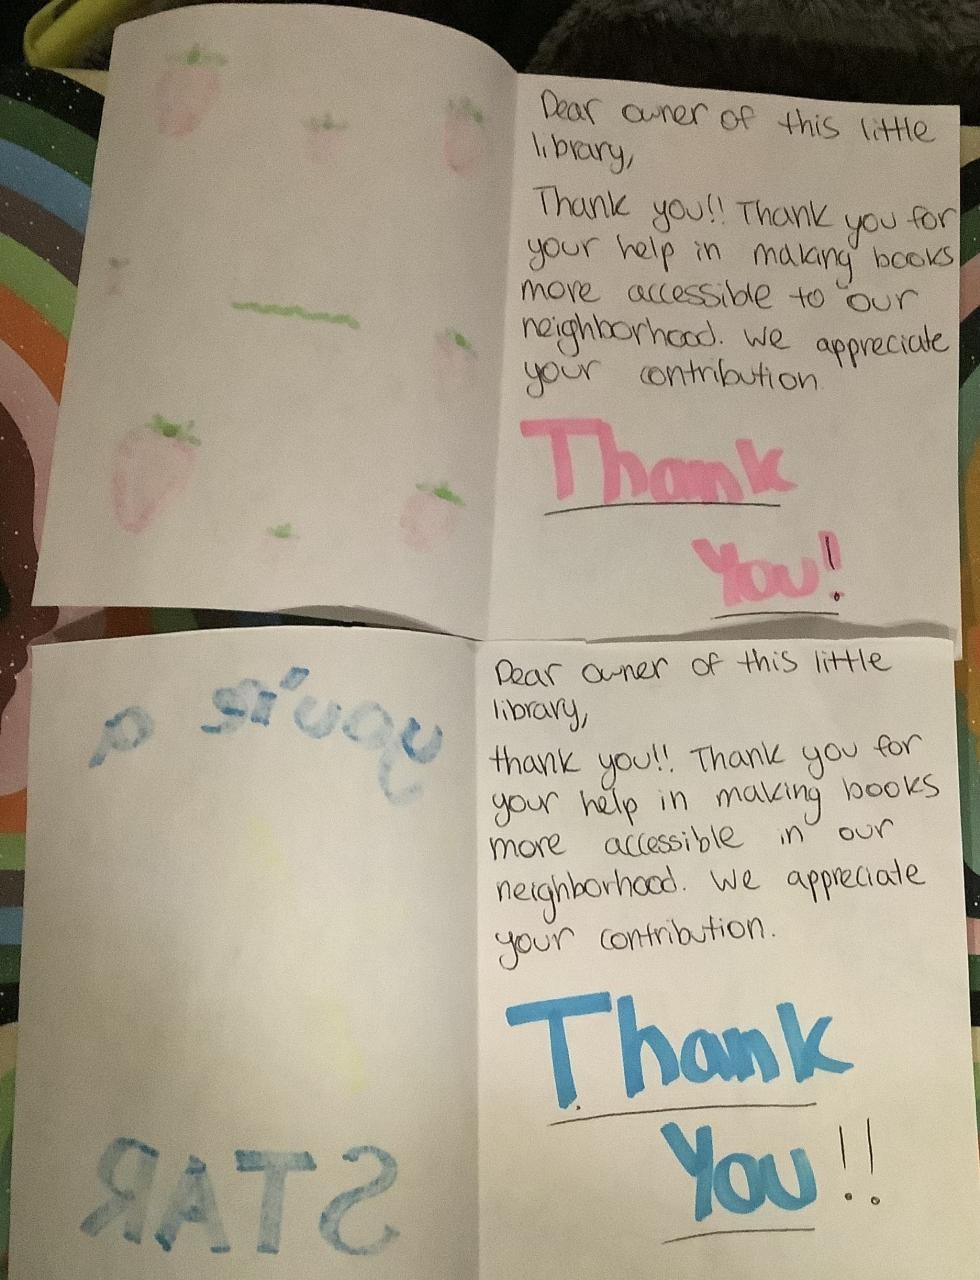 Dear owner of this little
library,
Thank you!! Thank you for
your help in making books
more accessible to our
neighborhood. We appreciate
your contribution.
Thank
You!
you's a
STAR
Dear owner of this little
library,
thank you!! Thank you for
your help in making books
more accessible in our
neighborhood. We appreciate
your contribution.
Thank
You!!